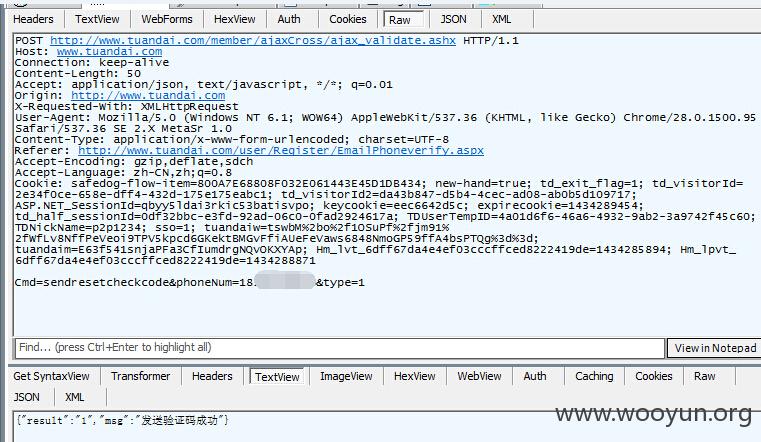 Headers TextView WebForms HexView Auth Cookies Raw JSON XML
POST http://www.tuandai.com/member/ajaxCross/ajax_validate.ashx HTTP/1.1
Host: www.tuandai.com
Connection: keep-alive
Content-Length: 50
Accept: application/json, text/javascript, */*; q=0.01
Origin: http://www.tuandai.com
X-Requested-With: XMLHttpRequest
User-Agent: Mozilla/5.0 (Windows NT 6.1; WOW64) AppleWebKit/537.36 (KHTML, like Gecko) Chrome/28.0.1500.95
Safari/537.36 SE 2.X MetaSr 1.0
Content-Type: application/x-www-form-urlencoded; charset=UTF-8
Referer: http://www.tuandai.com/user/Register/EmailPhoneverify.aspx
Accept-Encoding: gzip,deflate,sdch
Accept-Language: zh-CN,zh;q=0.8
Cookie: safedog-flow-item=800A7E68808F032E061443E45D1DB434; new-hand=true; td_exit_flag=1; td_visitorId=
2e34f0ce-658e-dff4-432d-175e175eabc1; td_visitorId2=da43b847-d5b4-4cec-ad08-ab0b5d109717;
ASP.NET_SessionId=qbyy5ldai3rkic53batisvpo; keycookie=eec6642d5c; expirecookie=1434289454;
td_half_sessionId=0df32bbc-e3fd-92ad-06c0-0fad2924617a; TDUserTempID=4a01d6f6-46a6-4932-9ab2-3a9742f45c60;
TDNickName=p2p1234; sso=1; tuandaiw=tswbM%2bo%2f1OSuPf%2fjm91%
2fWfLv8NffPeVeoi9TPV5kpcd6GKektBMGvFfiAUeFeVaws6848NmoGP59ffA4bsPTQg%3d%3d;
tuandaim=E63f541snjaPFa3CfIumdrgNQvOKXYAp; Hm_lvt_6dff67da4e4ef03cccffced8222419de=1434285894; Hm_lpvt_
6dff67da4e4ef03cccffced8222419de=1434288871
Cmd=sendresetcheckcode&phoneNum=18 &type=1
Find... (press Ctrl+Enter to highlight all) View in Notepad
Get SyntaxView Transformer Headers TextView ImageView HexView WebView Auth Caching Cookies Raw
JSON XML
{"result":"1","msg":"发送验证码成功"}
www.wooyun.org